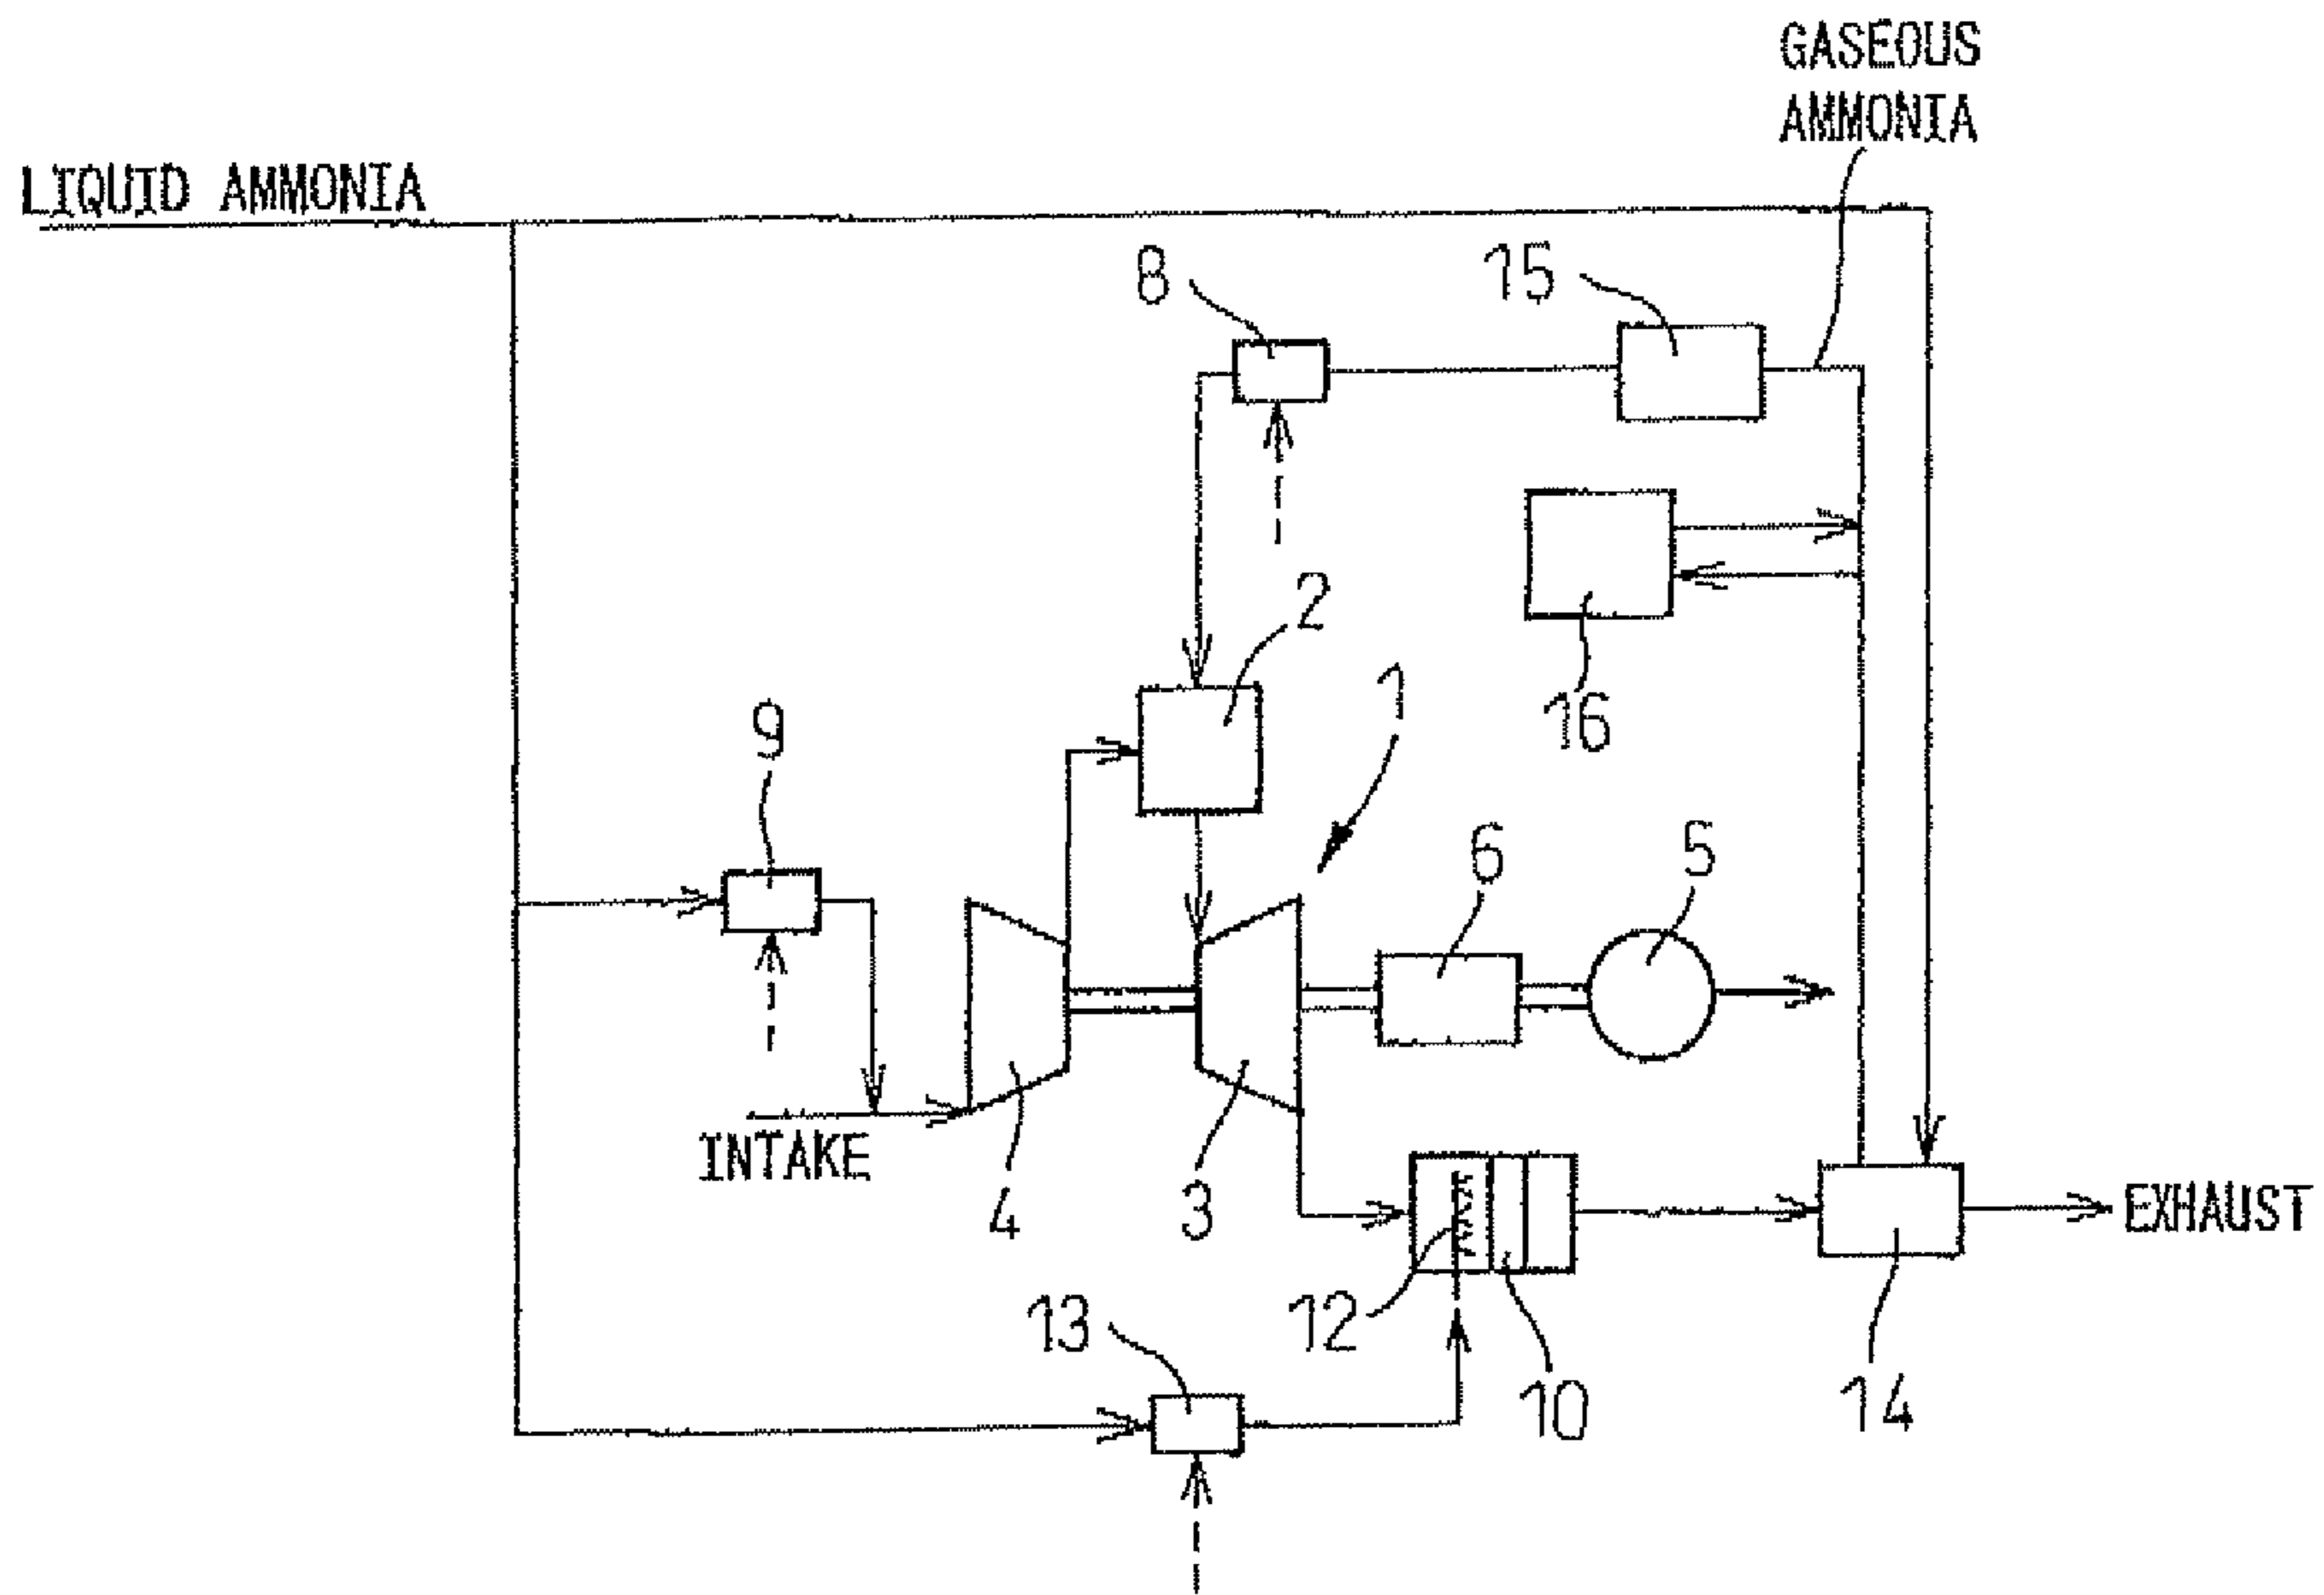 GASEOUS
AMMONIA
LIQUID AMMONIA
8
15
2
1
16
9
6
5
INTAKE
4
3
EXHAUST
12
13
10
14